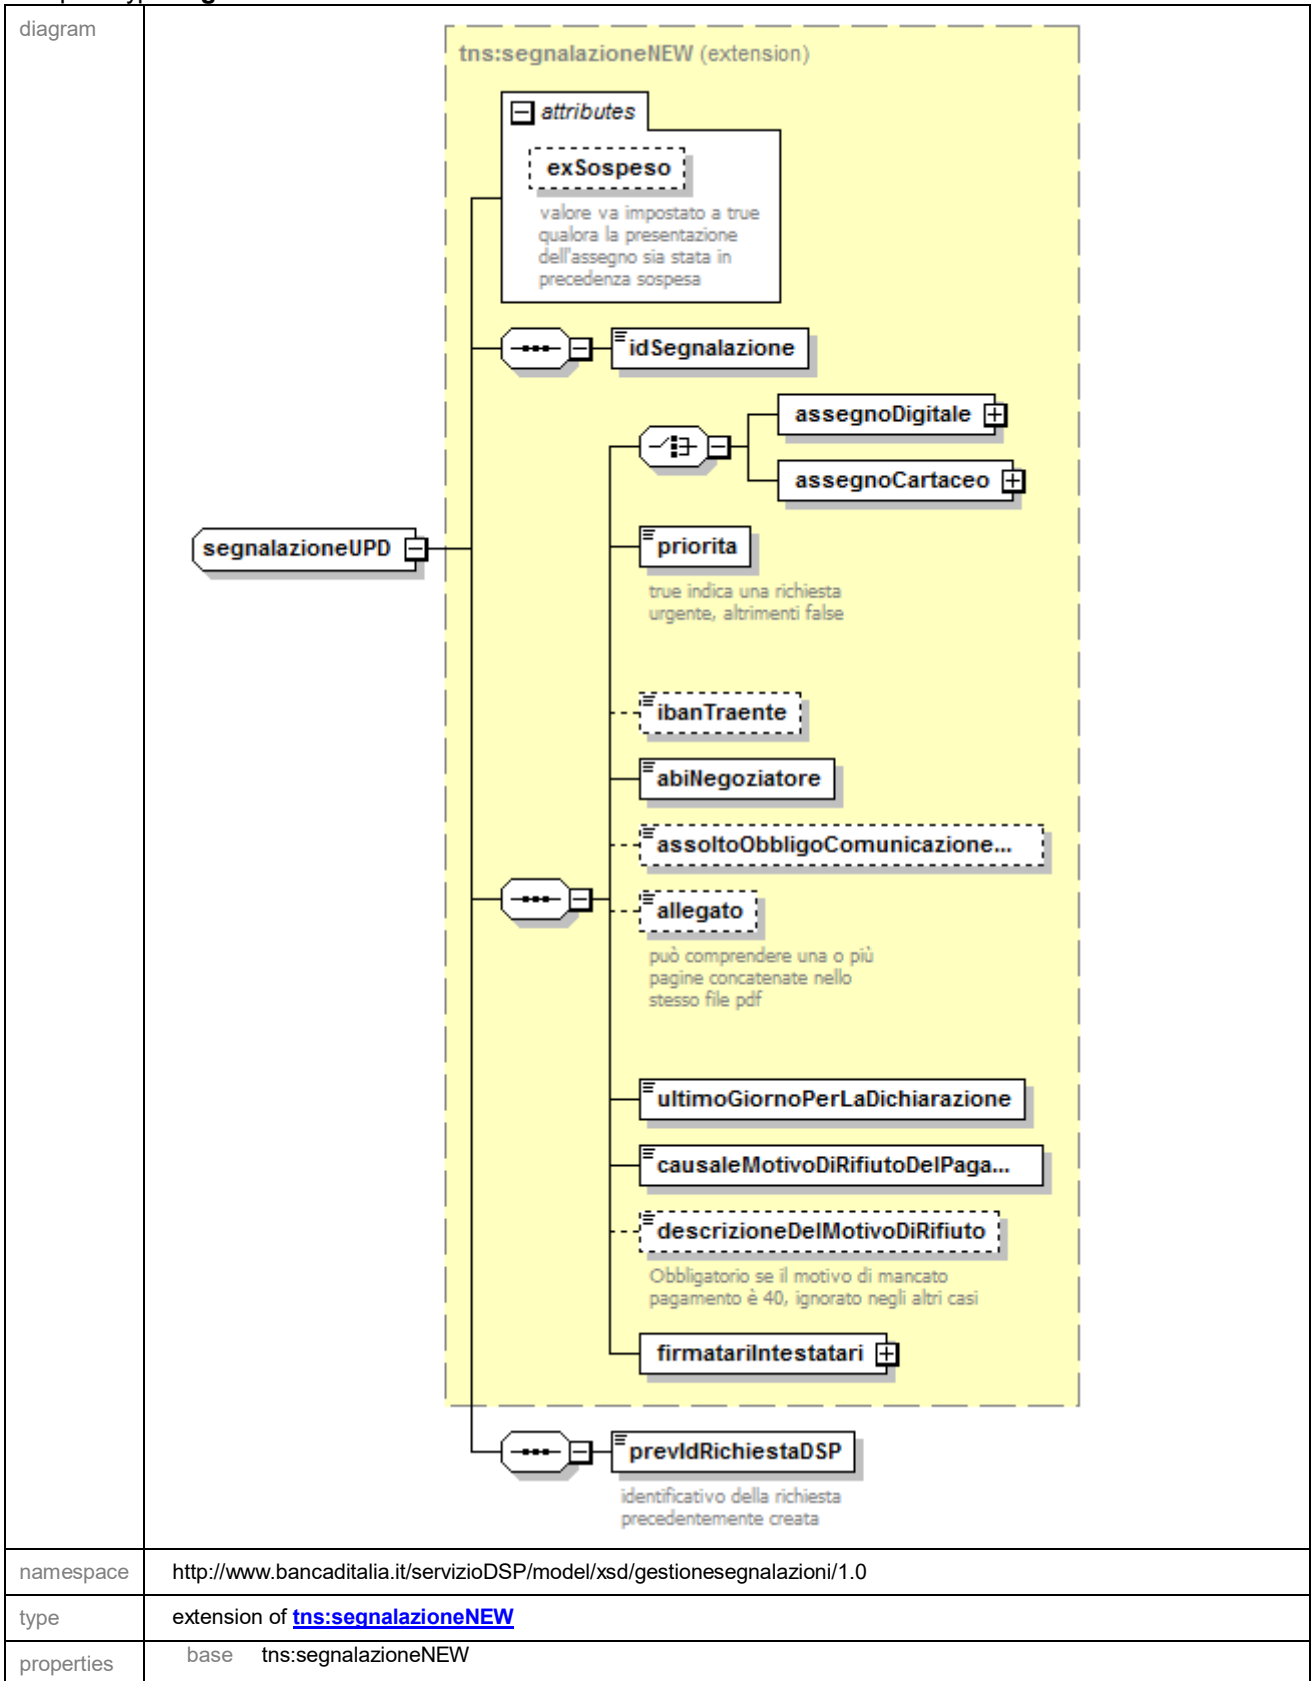 diagram
tns:segnalazioneNEW (extension)
attributes
exSospeso
valore va impostato a true
qualora la presentazione
dell'assegno sia stata in
precedenza sospesa
idSegnalazione
assegnoDigitale
assegnoCartaceo
segnalazioneUPD
priorita
true indica una richiesta
urgente, altrimenti false
ibanTraente
abiNegoziatore
assoltoObbligoComunicazione...
allegato
può comprendere una o più
pagine concatenate nello
stesso file pdf
ultimoGiornoPerLaDichiarazione
causaleMotivoDiRifiutoDelPaga...
descrizioneDelMotivoDiRifiuto
Obbligatorio se il motivo di mancato
pagamento è 40, ignorato negli altri casi
firmatariIntestatari
prevIdRichiestaDSP
identificativo della richiesta
precedentemente creata
namespace http://www.bancaditalia.it/servizioDSP/model/xsd/gestionesegnalazioni/1.0
type extension of tns:segnalazioneNEW
properties base tns:segnalazioneNEW